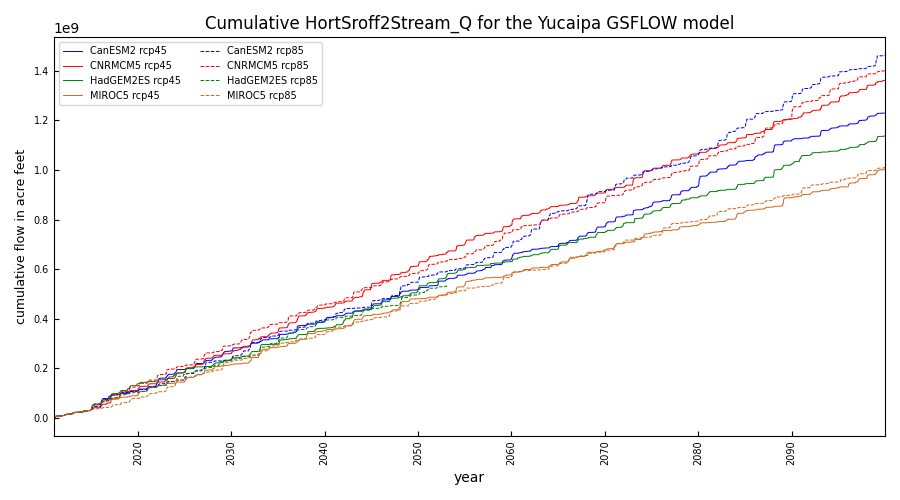 Cumulative HortSroff2Stream_Q for the Yucaipa GSFLOW model
1e9
CanESM2 rcp45
CNRMCM5 rcp45
HadGEM2ES rcp45
MIROC5 rcp45
CanESM2 rcp85
CNRMCM5 rcp85
HadGEM2ES rcp85
MIROC5 rcp85
cumulative flow in acre feet
1.4
1.2
1.0
0.8
0.6
0.4
0.2
0.0
2020
2030
2040
2050
2060
2070
2080
2090
year